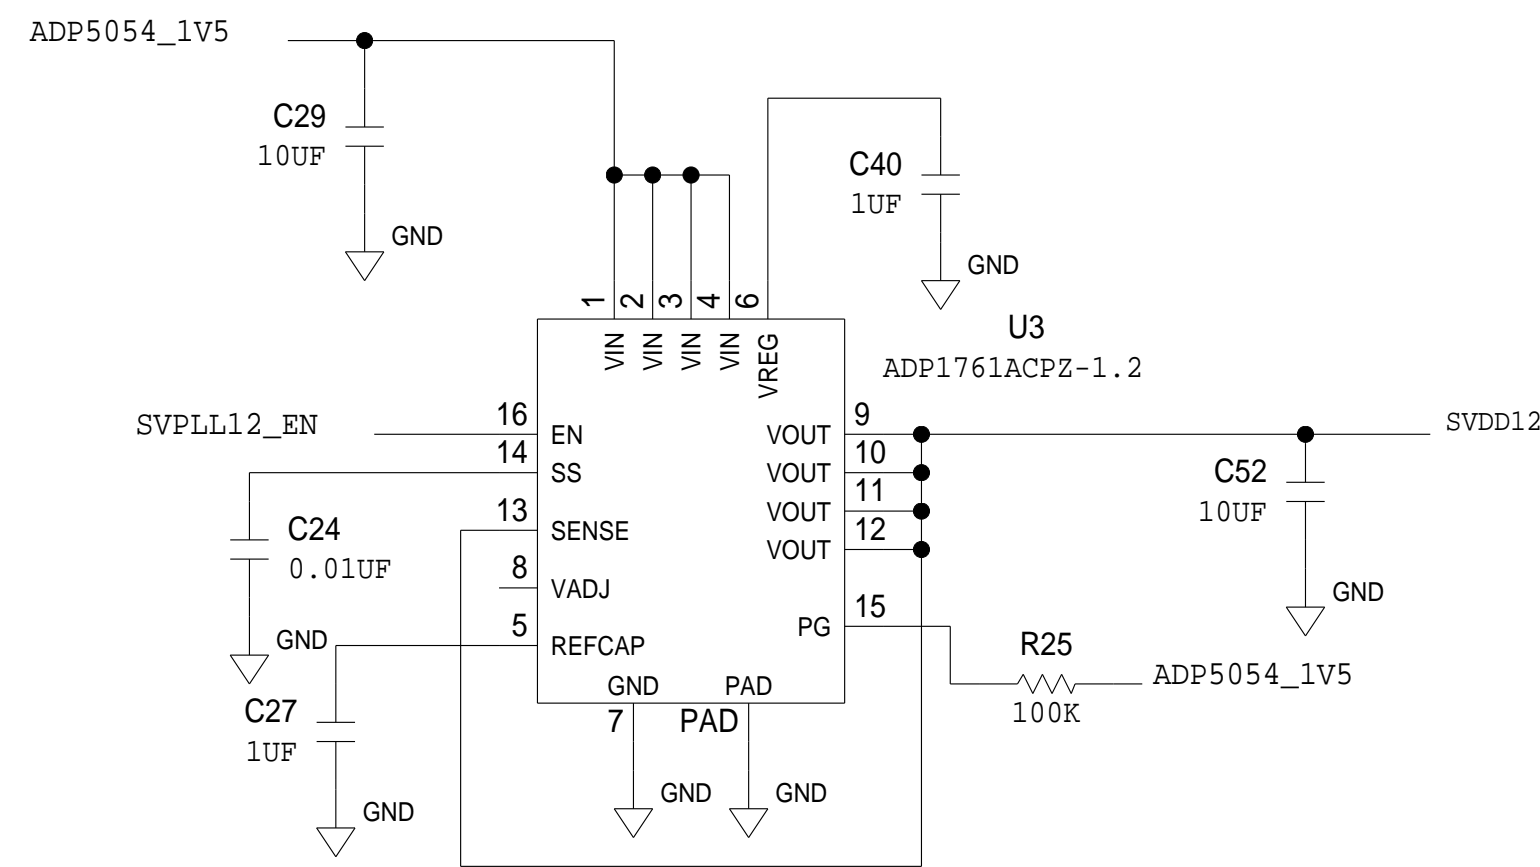 ADP5054_1V5
C29
10UF
GND
C40
1UF
GND
1 2 3 4 6
VIN VIN VIN VIN VREG
U3
ADP1761ACPZ-1.2
SVPLL12_EN
16 EN
14 SS
13 SENSE
8 VADJ
5 REFCAP
VOUT 9
VOUT 10
VOUT 11
VOUT 12
PG 15
SVDD12
C52
10UF
GND
C24
0.01UF
GND
R25
100K
ADP5054_1V5
GND PAD
7 PAD
C27
1UF
GND
GND
GND